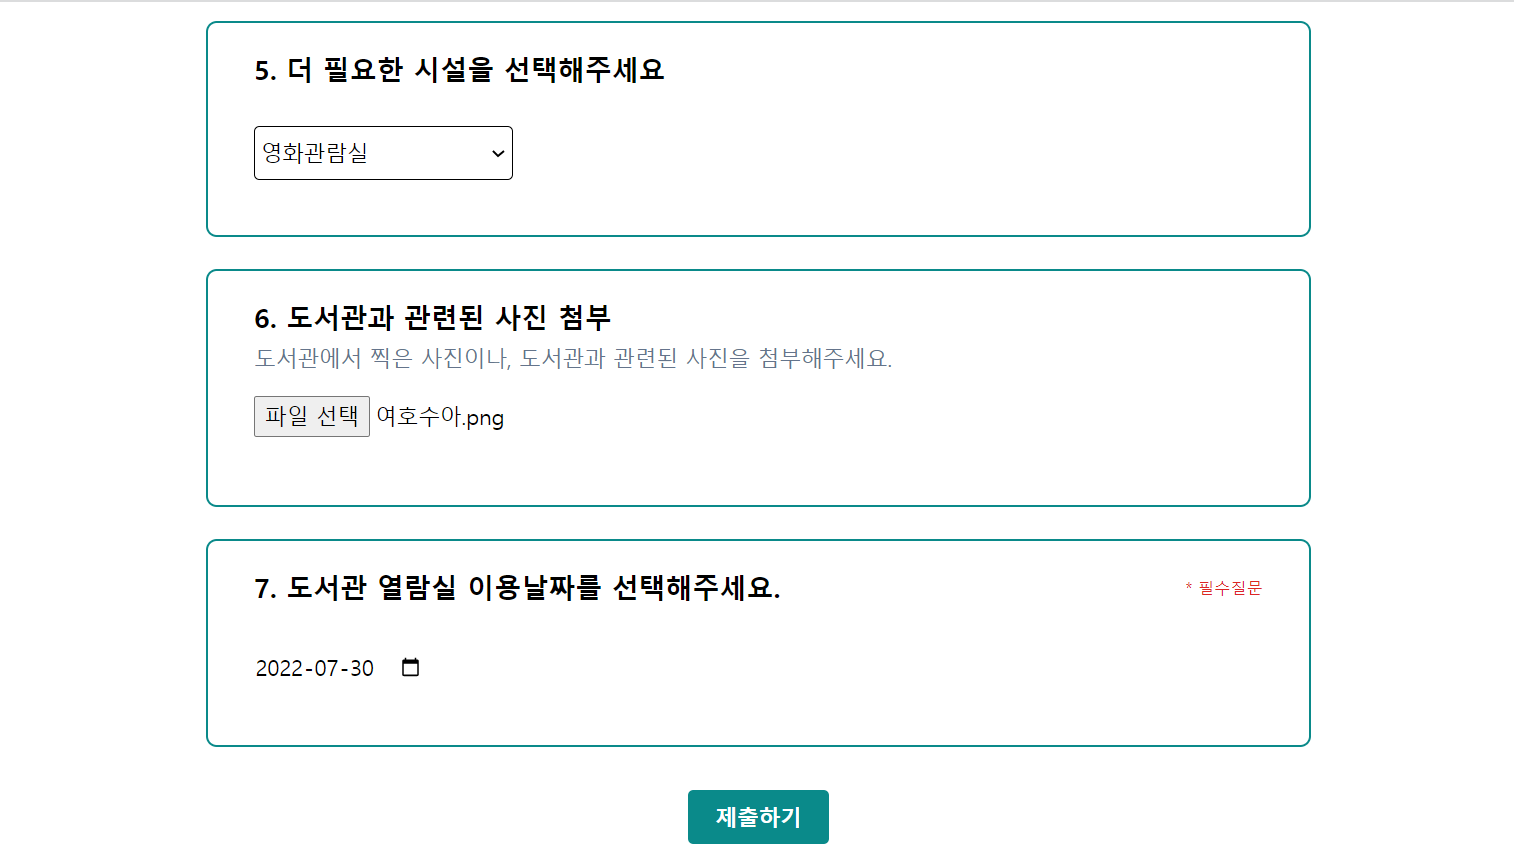 5. 더 필요한 시설을 선택해주세요
영화관람실
6. 도서관과 관련된 사진 첨부
도서관에서 찍은 사진이나, 도서관과 관련된 사진을 첨부해주세요.
파일 선택 여호수아.png
7. 도서관 열람실 이용날짜를 선택해주세요.
* 필수질문
2022-07-30
제출하기